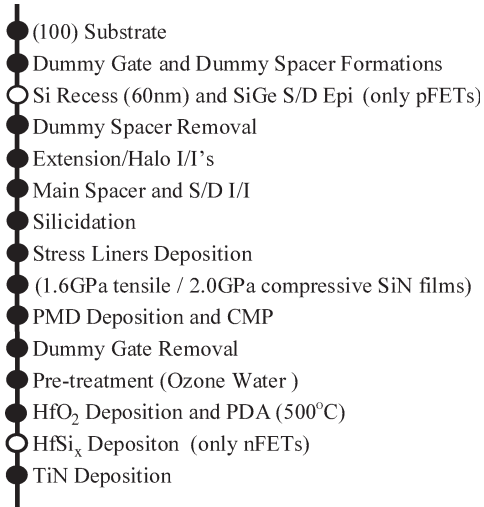 (100) Substrate
Dummy Gate and Dummy Spacer Formations
Si Recess (60nm) and SiGe S/D Epi (only pFETs)
Dummy Spacer Removal
Extension/Halo I/I's
Main Spacer and S/D I/I
Silicidation
Stress Liners Deposition
(1.6GPa tensile / 2.0GPa compressive SiN films)
PMD Deposition and CMP
Dummy Gate Removal
Pre-treatment (Ozone Water )
HfO₂ Deposition and PDA (500°C)
HfSiₓ Depositon (only nFETs)
TiN Deposition